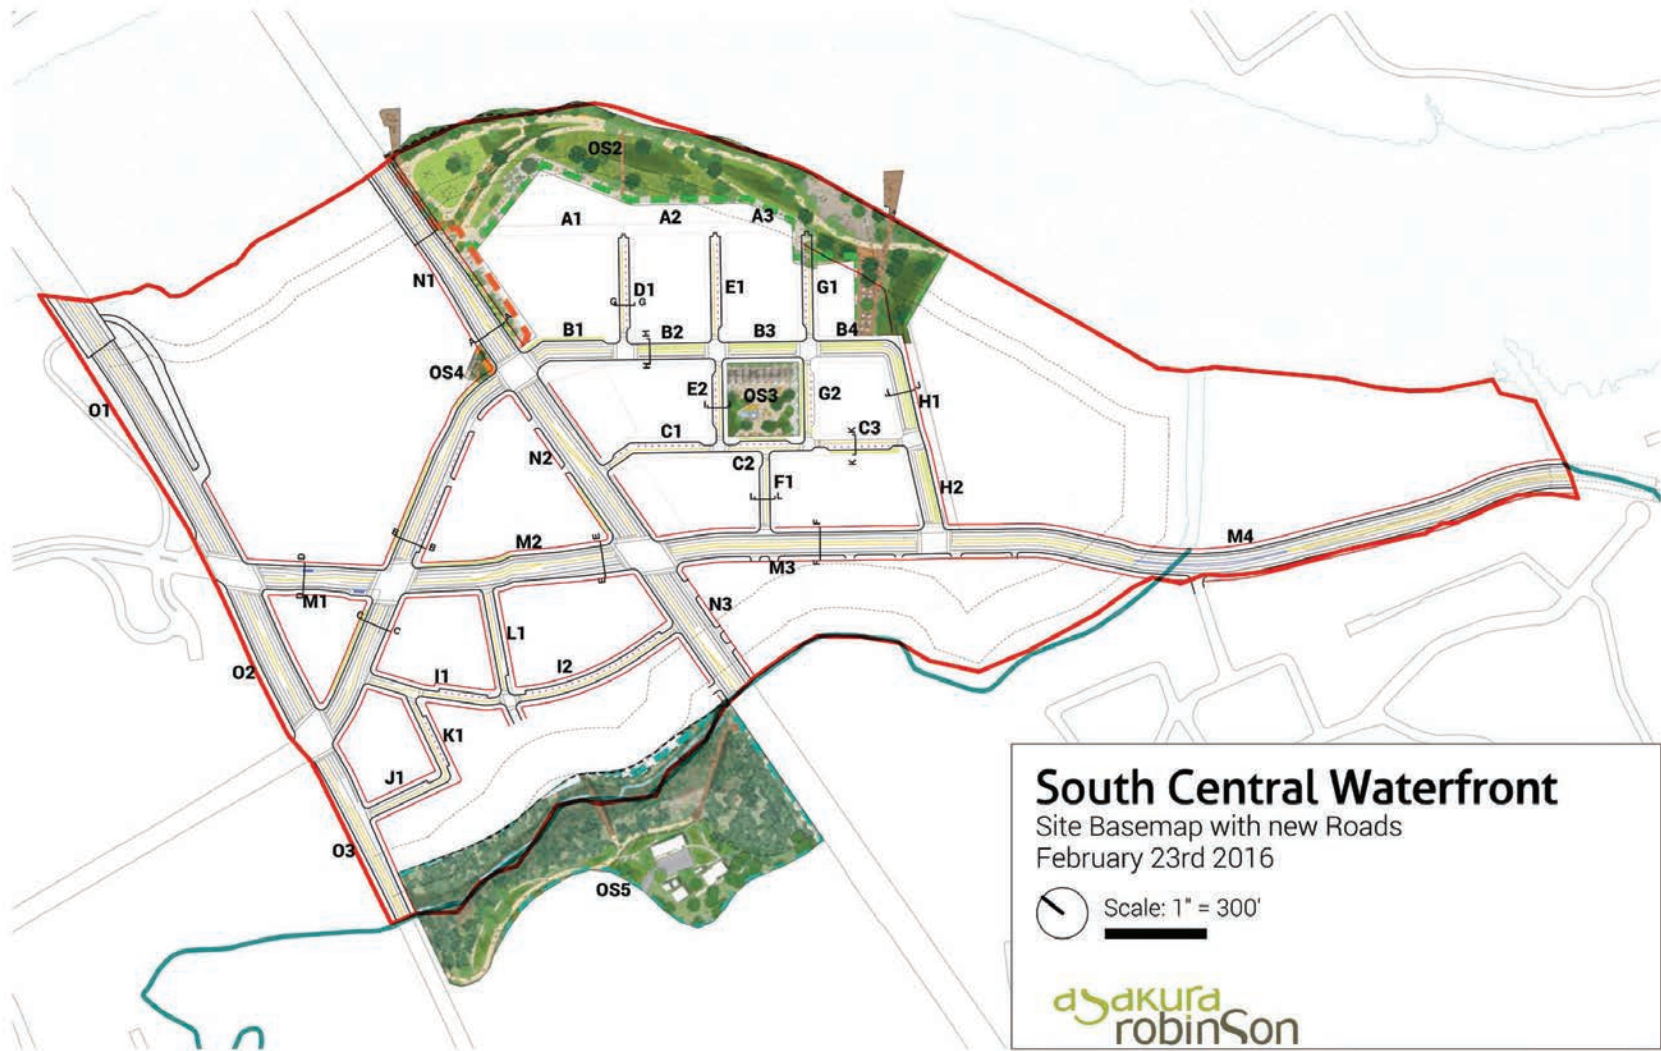 OS2
A1
A2
A3
N1
D1
E1
G1
G
G
B1
B2
B3
B4
H
H
A
OS4
E2
OS3
G2
H1
O1
C1
C3
K
K
N2
C2
F1
L
L
H2
F
F
B
B
M2
E
E
M3
M4
D
D
M1
C
C
N3
L1
O2
I1
I2
K1
J1
O3
OS5
South Central Waterfront
Site Basemap with new Roads
February 23rd 2016
Scale: 1" = 300'
asakura
robinson